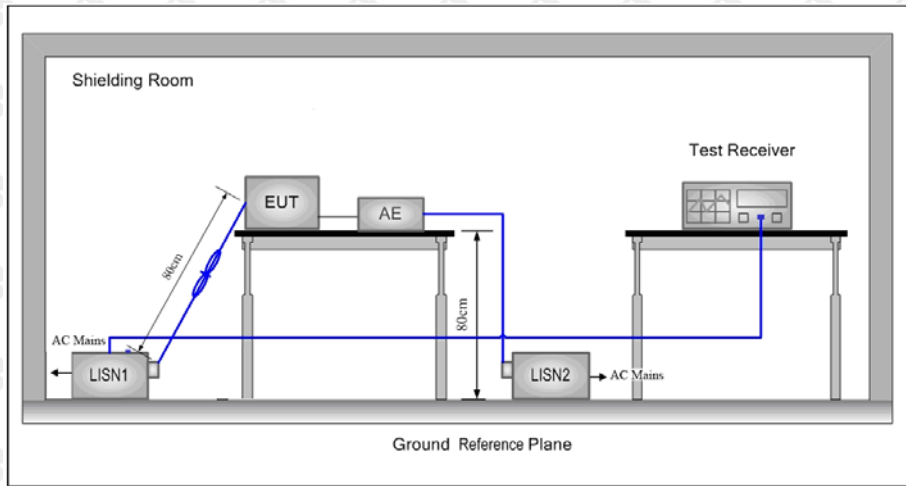 Shielding Room
Test Receiver
EUT
AE
80cm
80cm
AC Mains
LISN1
LISN2
AC Mains
Ground Reference Plane